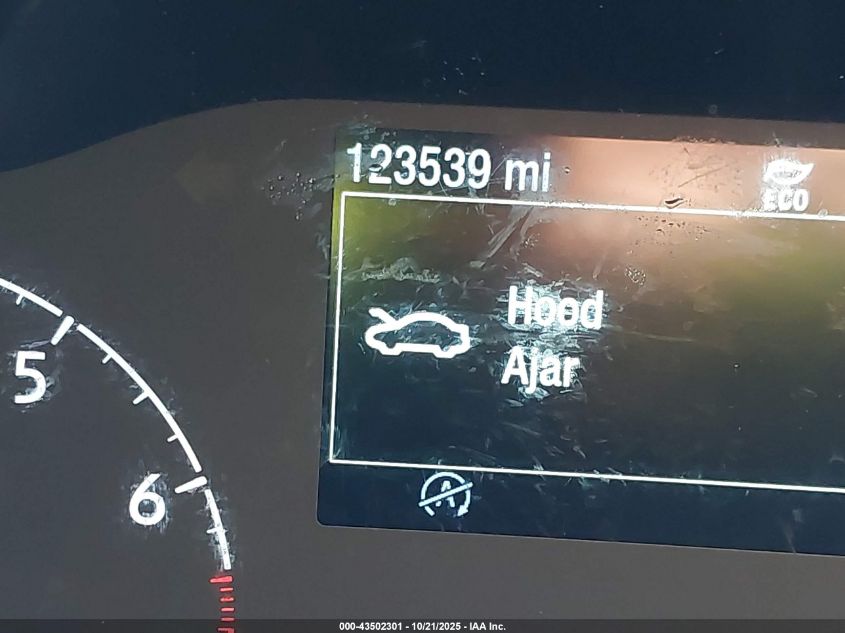 123539 mi
ECO
Hood
Ajar
5
6
A
000-43502301 - 10/21/2025 - IAA Inc.